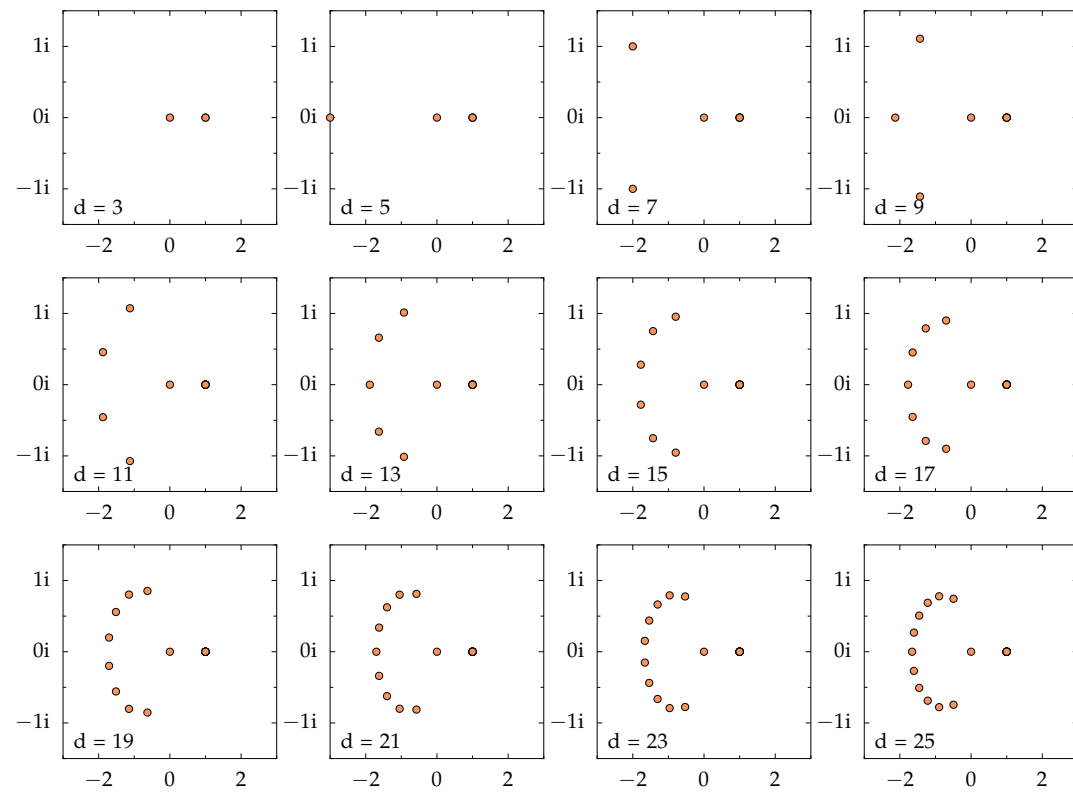 1i 1i 1i 1i
0i 0i 0i 0i
−1i −1i −1i −1i
d = 3 d = 5 d = 7 d = 9
−2 0 2 −2 0 2 −2 0 2 −2 0 2
1i 1i 1i 1i
0i 0i 0i 0i
−1i −1i −1i −1i
d = 11 d = 13 d = 15 d = 17
−2 0 2 −2 0 2 −2 0 2 −2 0 2
1i 1i 1i 1i
0i 0i 0i 0i
−1i −1i −1i −1i
d = 19 d = 21 d = 23 d = 25
−2 0 2 −2 0 2 −2 0 2 −2 0 2